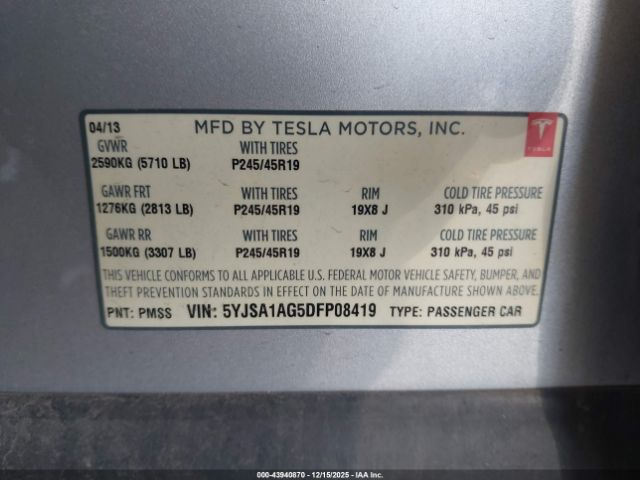 04/13 MFD BY TESLA MOTORS, INC.
TESLA
GVWR WITH TIRES
2590KG (5710 LB) P245/45R19
GAWR FRT WITH TIRES RIM COLD TIRE PRESSURE
1276KG (2813 LB) P245/45R19 19X8 J 310 kPa, 45 psi
GAWR RR WITH TIRES RIM COLD TIRE PRESSURE
1500KG (3307 LB) P245/45R19 19X8 J 310 kPa, 45 psi
THIS VEHICLE CONFORMS TO ALL APPLICABLE U.S. FEDERAL MOTOR VEHICLE SAFETY, BUMPER, AND
THEFT PREVENTION STANDARDS IN EFFECT ON THE DATE OF MANUFACTURE SHOWN ABOVE.
PNT: PMSS VIN: 5YJSA1AG5DFP08419 TYPE: PASSENGER CAR
000-43940870 - 12/15/2025 - IAA, Inc.